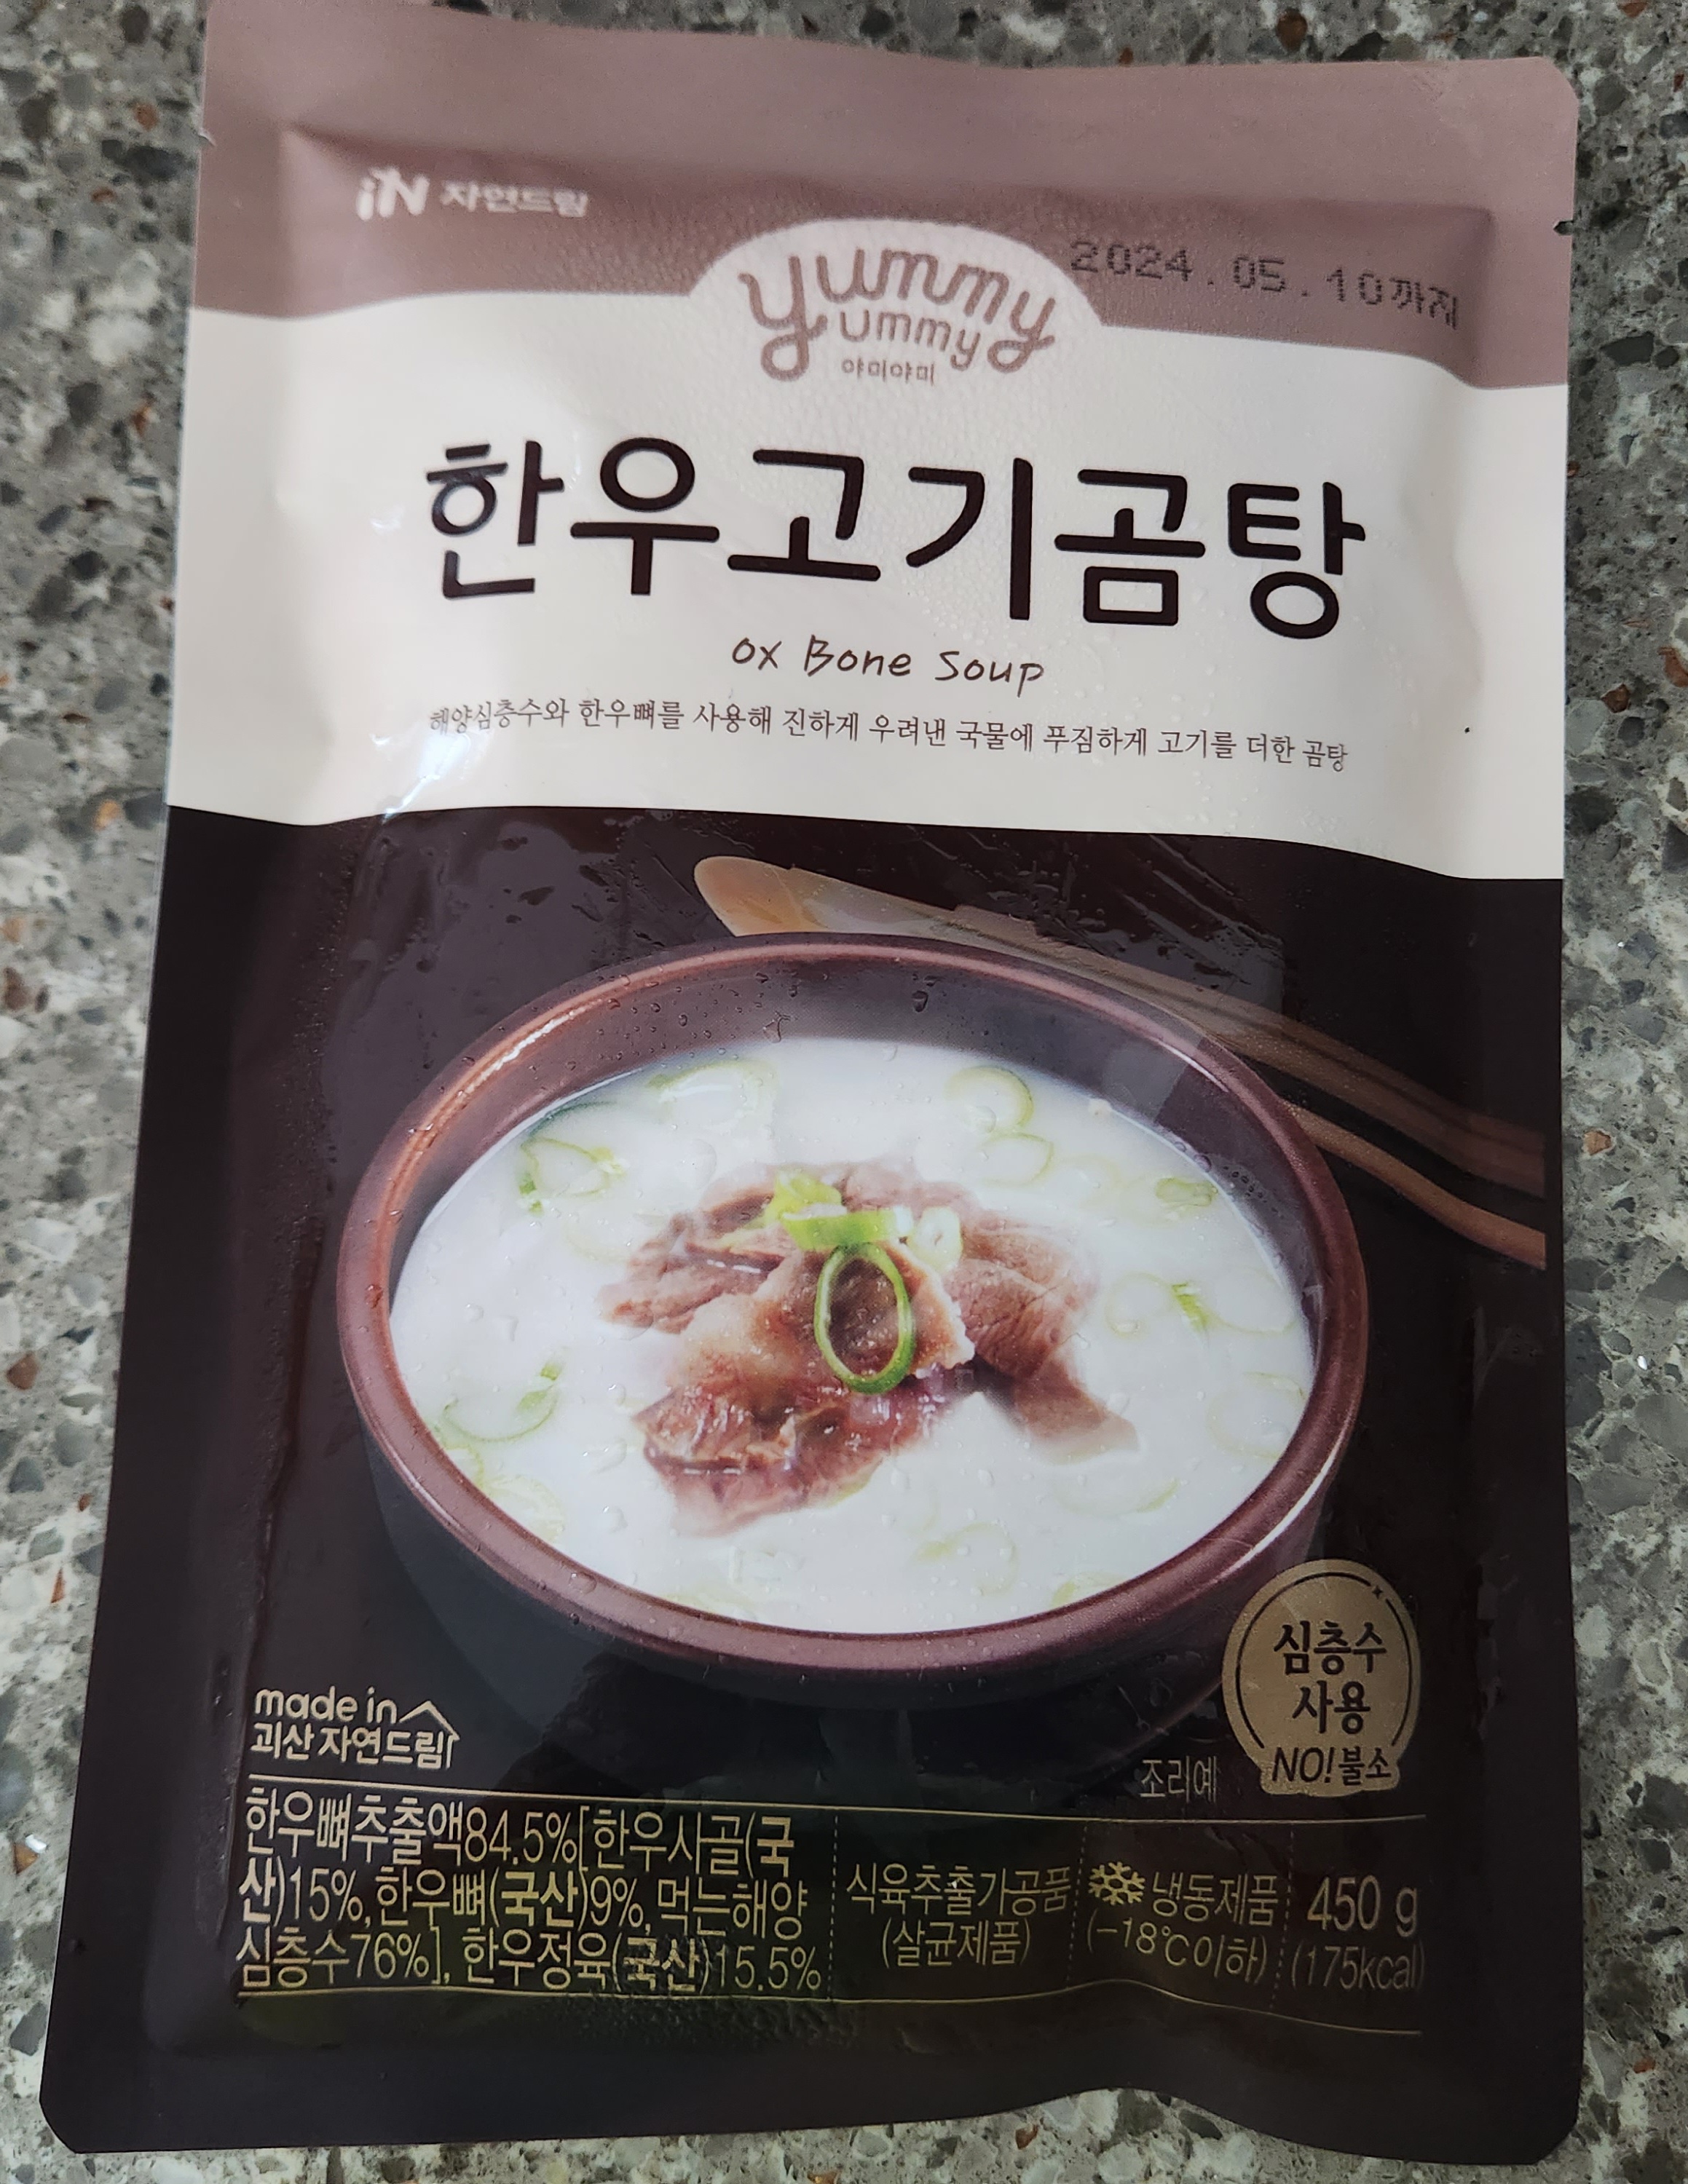 iN 자연드림
2024.05.10까지
yummy
yummy
야미야미
한우고기곰탕
Ox Bone Soup
해양심층수와 한우뼈를 사용해 진하게 우려낸 국물에 푸짐하게 고기를 더한 곰탕
심층수
사용
NO!불소
made in
괴산 자연드림
조리예
한우뼈추출액84.5%[한우사골(국
산)15%,한우뼈(국산)9%,먹는해양
심층수76%], 한우정육(국산)15.5%
식육추출가공품
(살균제품)
냉동제품
(-18℃이하)
450 g
(175kcal)